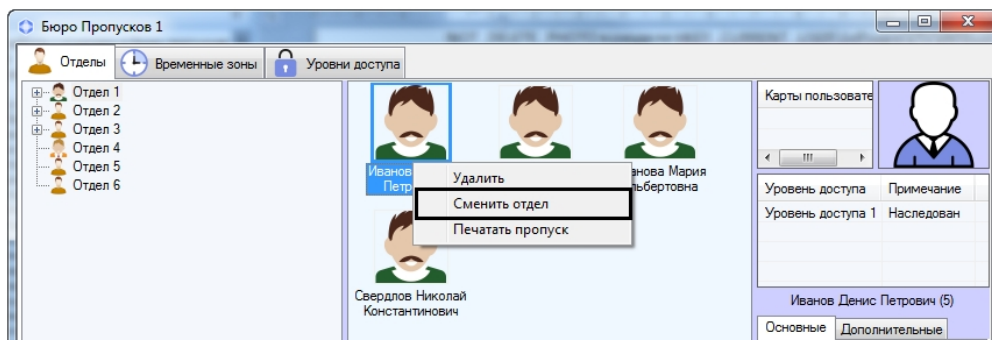 Бюро Пропусков 1
Отделы Временные зоны Уровни доступа
Отдел 1
Отдел 2
Отдел 3
Отдел 4
Отдел 5
Отдел 6
Иванов
Петр
нова Мария
льбертовна
Удалить
Сменить отдел
Печатать пропуск
Свердлов Николай
Константинович
Карты пользовате
Уровень доступа Примечание
Уровень доступа 1 Наследован
Иванов Денис Петрович (5)
Основные Дополнительные